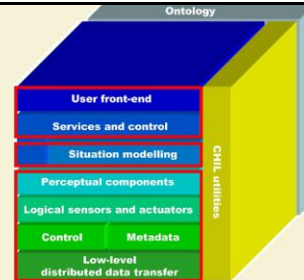 Ontology
User front-end
Services and control
Situation modelling
CHIL utilities
Perceptual components
Logical sensors and actuators
Control Metadata
Low-level
distributed data transfer